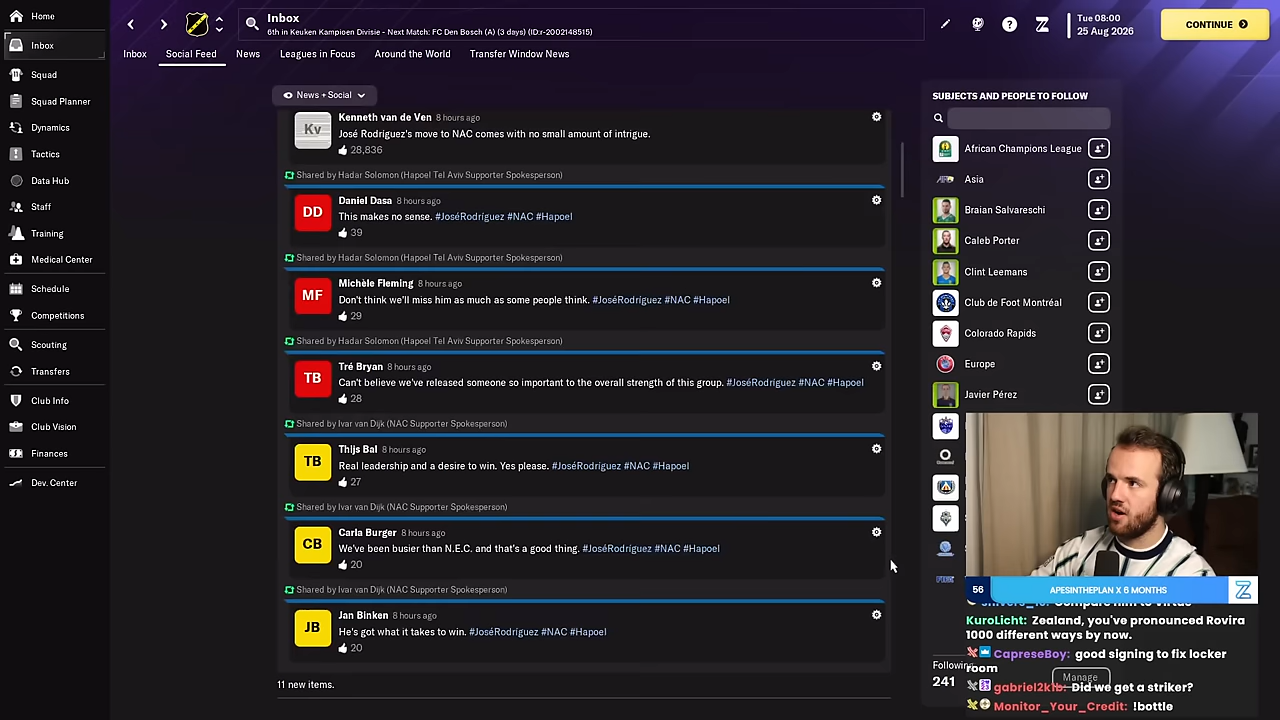 Inbox
6th in Keuken Kampioen Divisie - Next Match: FC Den Bosch (A) (3 days) (ID:r-2002148515)
Tue 08:00
25 Aug 2026
CONTINUE
Home
Inbox
Squad
Squad Planner
Dynamics
Tactics
Data Hub
Staff
Training
Medical Center
Schedule
Competitions
Scouting
Transfers
Club Info
Club Vision
Finances
Dev. Center
Inbox
Social Feed
News
Leagues in Focus
Around the World
Transfer Window News
News + Social
Kv
Kenneth van de Ven 8 hours ago
José Rodríguez's move to NAC comes with no small amount of intrigue.
28,836
Shared by Hadar Solomon (Hapoel Tel Aviv Supporter Spokesperson)
DD
Daniel Dasa 8 hours ago
This makes no sense. #JoséRodríguez #NAC #Hapoel
39
Shared by Hadar Solomon (Hapoel Tel Aviv Supporter Spokesperson)
MF
Michèle Fleming 8 hours ago
Don't think we'll miss him as much as some people think. #JoséRodríguez #NAC #Hapoel
29
Shared by Hadar Solomon (Hapoel Tel Aviv Supporter Spokesperson)
TB
Tré Bryan 8 hours ago
Can't believe we've released someone so important to the overall strength of this group. #JoséRodríguez #NAC #Hapoel
28
Shared by Ivar van Dijk (NAC Supporter Spokesperson)
TB
Thijs Bal 8 hours ago
Real leadership and a desire to win. Yes please. #JoséRodríguez #NAC #Hapoel
27
Shared by Ivar van Dijk (NAC Supporter Spokesperson)
CB
Carla Burger 8 hours ago
We've been busier than N.E.C. and that's a good thing. #JoséRodríguez #NAC #Hapoel
20
Shared by Ivar van Dijk (NAC Supporter Spokesperson)
JB
Jan Binken 8 hours ago
He's got what it takes to win. #JoséRodríguez #NAC #Hapoel
20
11 new items.
SUBJECTS AND PEOPLE TO FOLLOW
African Champions League
Asia
Braian Salvareschi
Caleb Porter
Clint Leemans
Club de Foot Montréal
Colorado Rapids
Europe
Javier Pérez
Following
241
Manage
56
APESINTHEPLAN X 6 MONTHS
Compare him to Virtue
KuroLicht: Zealand, you've pronounced Rovira
1000 different ways by now.
CapreseBoy: good signing to fix locker
room
gabriel2k1b: Did we get a striker?
Monitor_Your_Credit: !bottle